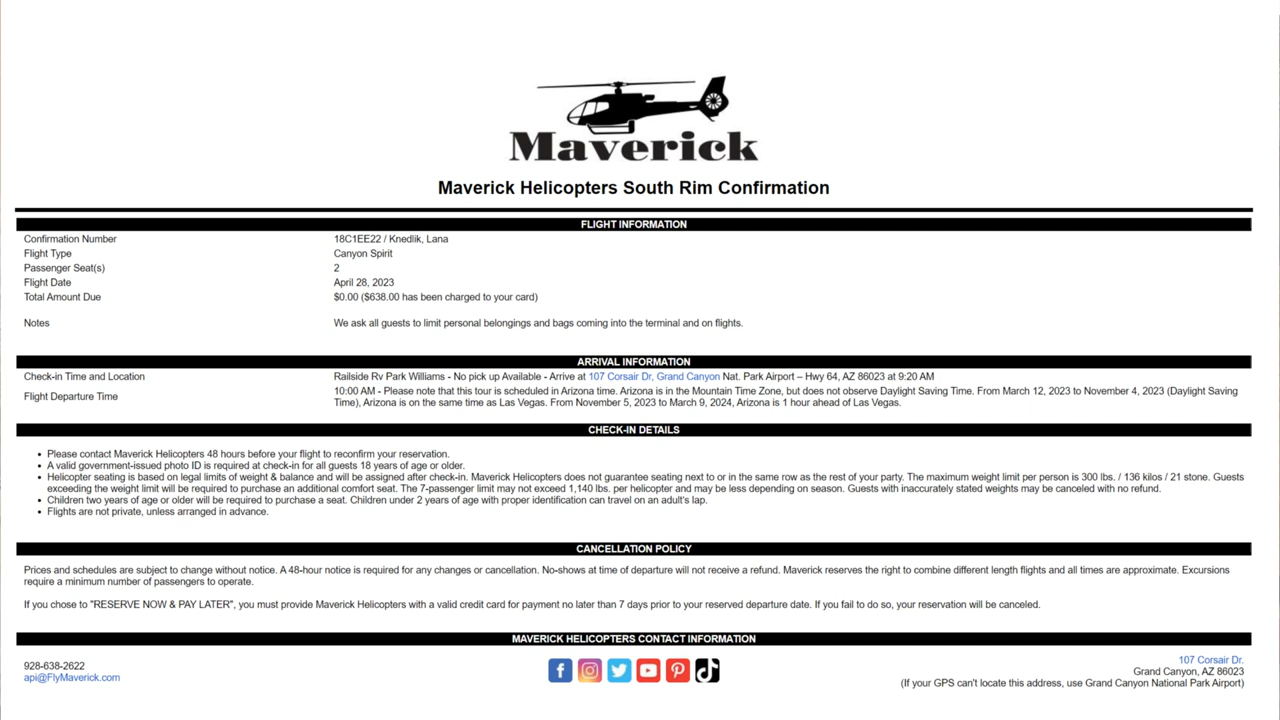 Maverick
Maverick Helicopters South Rim Confirmation
FLIGHT INFORMATION
Confirmation Number 18C1EE22 / Knedlik, Lana
Flight Type Canyon Spirit
Passenger Seat(s) 2
Flight Date April 28, 2023
Total Amount Due $0.00 ($638.00 has been charged to your card)
Notes We ask all guests to limit personal belongings and bags coming into the terminal and on flights.
ARRIVAL INFORMATION
Check-in Time and Location Railside Rv Park Williams - No pick up Available - Arrive at 107 Corsair Dr, Grand Canyon Nat. Park Airport – Hwy 64, AZ 86023 at 9:20 AM
Flight Departure Time 10:00 AM - Please note that this tour is scheduled in Arizona time. Arizona is in the Mountain Time Zone, but does not observe Daylight Saving Time. From March 12, 2023 to November 4, 2023 (Daylight Saving
Time), Arizona is on the same time as Las Vegas. From November 5, 2023 to March 9, 2024, Arizona is 1 hour ahead of Las Vegas.
CHECK-IN DETAILS
• Please contact Maverick Helicopters 48 hours before your flight to reconfirm your reservation.
• A valid government-issued photo ID is required at check-in for all guests 18 years of age or older.
• Helicopter seating is based on legal limits of weight & balance and will be assigned after check-in. Maverick Helicopters does not guarantee seating next to or in the same row as the rest of your party. The maximum weight limit per person is 300 lbs. / 136 kilos / 21 stone. Guests
exceeding the weight limit will be required to purchase an additional comfort seat. The 7-passenger limit may not exceed 1,140 lbs. per helicopter and may be less depending on season. Guests with inaccurately stated weights may be canceled with no refund.
• Children two years of age or older will be required to purchase a seat. Children under 2 years of age with proper identification can travel on an adult's lap.
• Flights are not private, unless arranged in advance.
CANCELLATION POLICY
Prices and schedules are subject to change without notice. A 48-hour notice is required for any changes or cancellation. No-shows at time of departure will not receive a refund. Maverick reserves the right to combine different length flights and all times are approximate. Excursions
require a minimum number of passengers to operate.
If you chose to "RESERVE NOW & PAY LATER", you must provide Maverick Helicopters with a valid credit card for payment no later than 7 days prior to your reserved departure date. If you fail to do so, your reservation will be canceled.
MAVERICK HELICOPTERS CONTACT INFORMATION
928-638-2622
api@FlyMaverick.com
107 Corsair Dr.
Grand Canyon, AZ 86023
(If your GPS can't locate this address, use Grand Canyon National Park Airport)